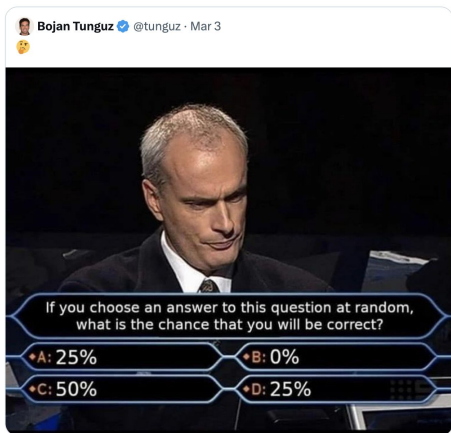 Bojan Tunguz @tunguz · Mar 3
🤔
If you choose an answer to this question at random,
what is the chance that you will be correct?
A: 25%
B: 0%
C: 50%
D: 25%